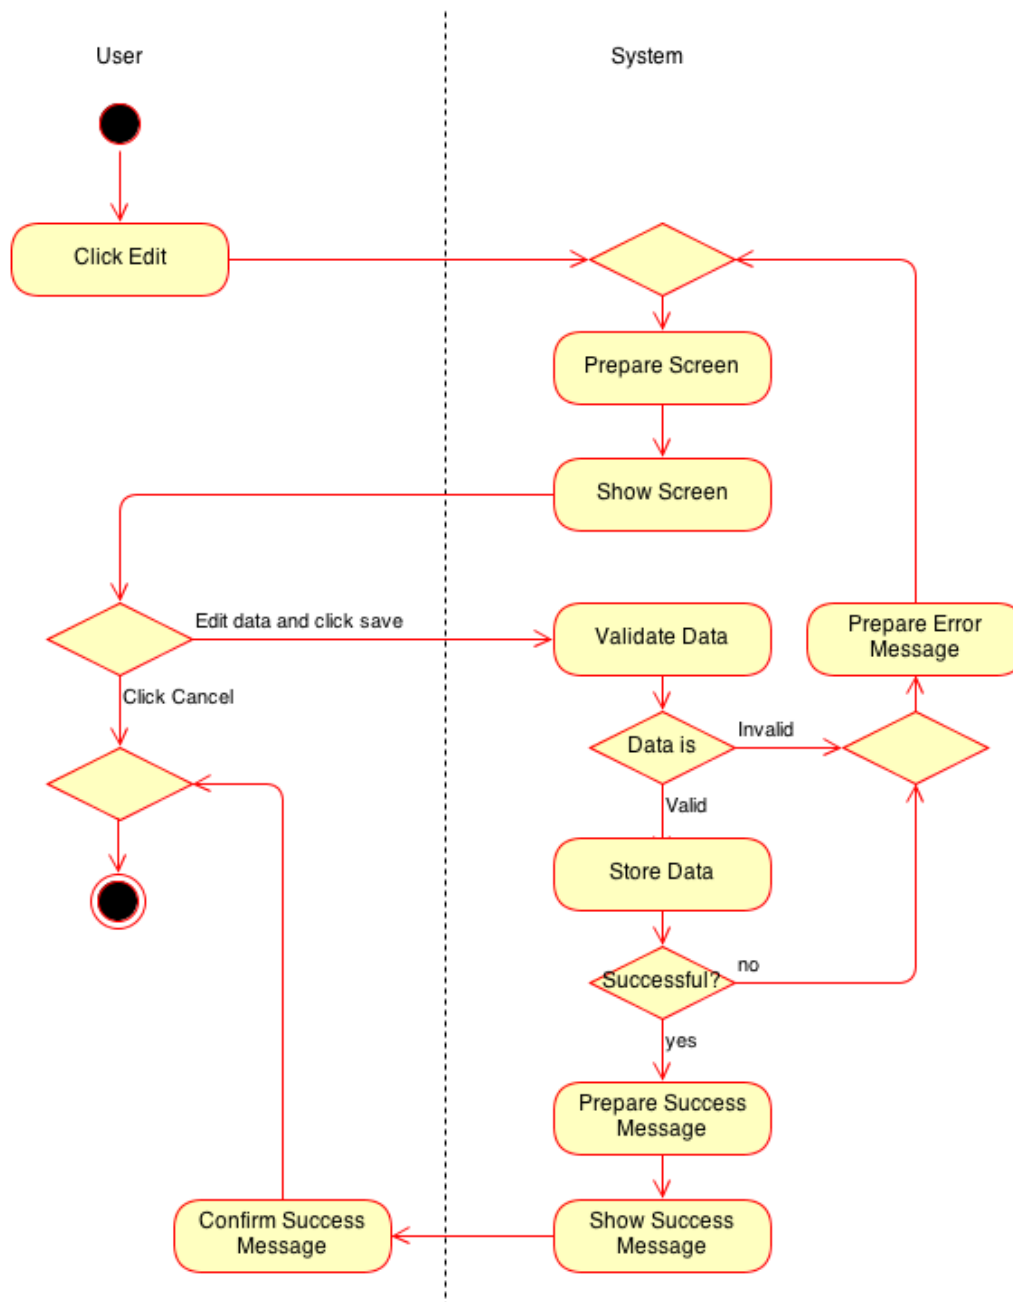 User
System
Click Edit
Prepare Screen
Show Screen
Edit data and click save
Validate Data
Prepare Error
Message
Click Cancel
Data is
Invalid
Valid
Store Data
Successful?
no
yes
Prepare Success
Message
Confirm Success
Message
Show Success
Message